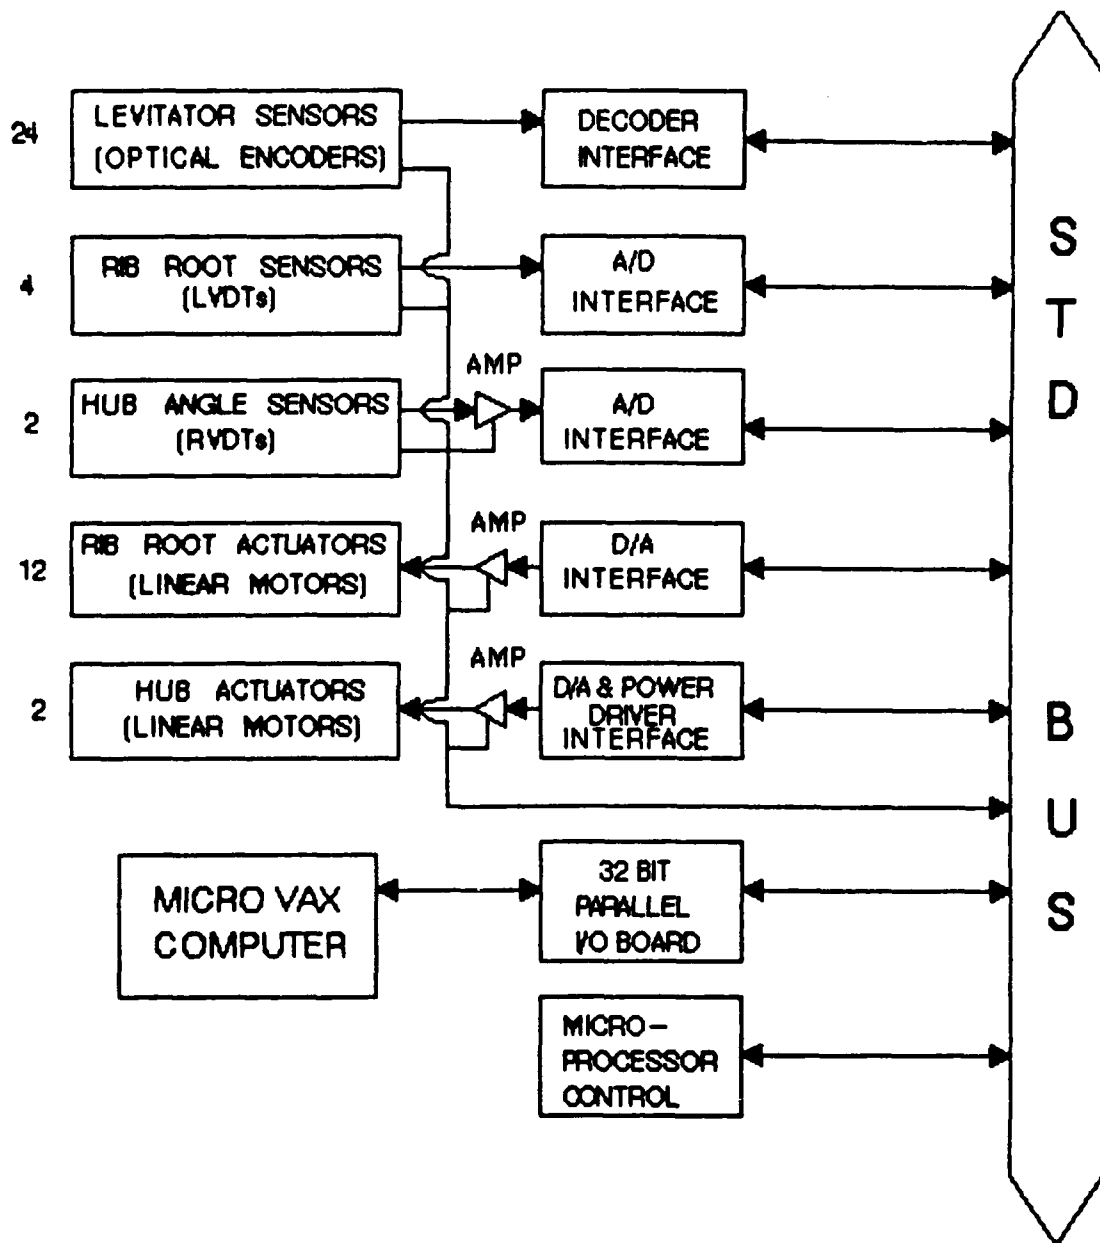 24
LEVITATOR SENSORS
(OPTICAL ENCODERS)
DECODER
INTERFACE
4
RIB ROOT SENSORS
(LVDTs)
A/D
INTERFACE
2
HUB ANGLE SENSORS
(RVDTs)
AMP
A/D
INTERFACE
12
RIB ROOT ACTUATORS
(LINEAR MOTORS)
AMP
D/A
INTERFACE
2
HUB ACTUATORS
(LINEAR MOTORS)
AMP
D/A & POWER
DRIVER
INTERFACE
MICRO VAX
COMPUTER
32 BIT
PARALLEL
I/O BOARD
MICRO-
PROCESSOR
CONTROL
STD BUS